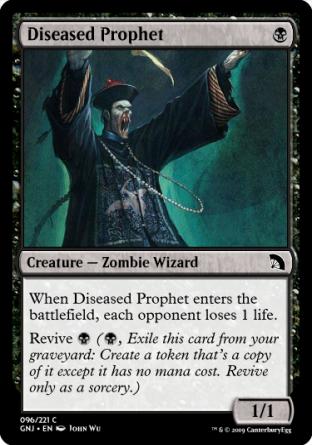 Diseased Prophet
Creature — Zombie Wizard
When Diseased Prophet enters the
battlefield, each opponent loses 1 life.
Revive (, Exile this card from your
graveyard: Create a token that's a copy
of it except it has no mana cost. Revive
only as a sorcery.)
1/1
096/221 C
GNJ • EN John Wu
™ & © 2019 CanterburyEgg